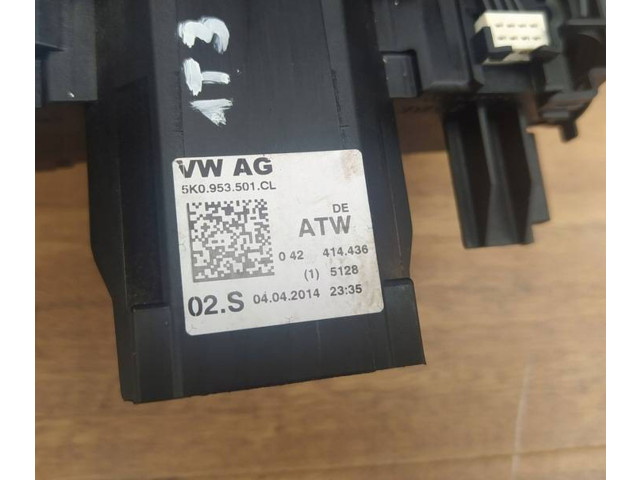 1T3
VW AG
5K0.953.501.CL
DE
ATW
0 42 414.436
(1) 5128
02.S 04.04.2014 23:35